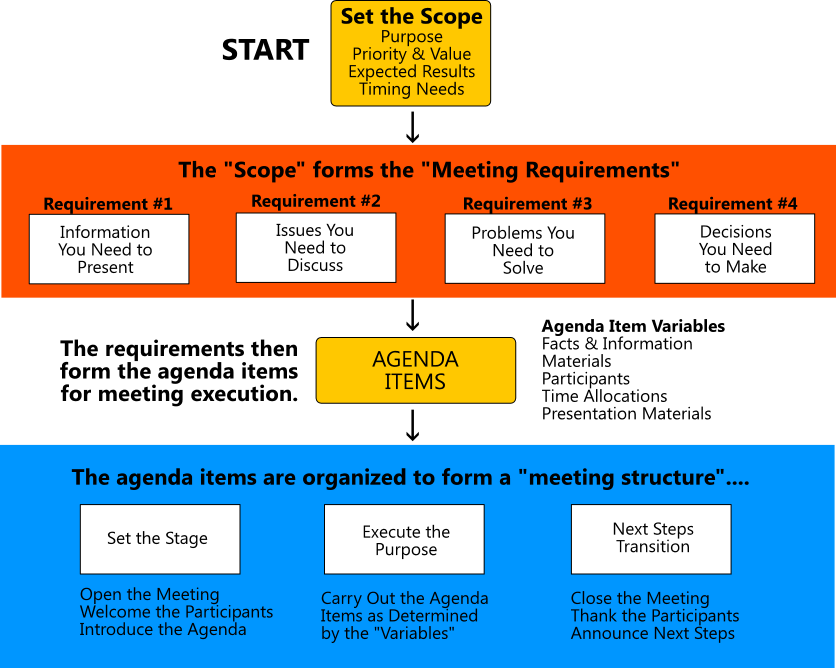 START
Set the Scope
Purpose
Priority & Value
Expected Results
Timing Needs
The "Scope" forms the "Meeting Requirements"
Requirement #1
Information
You Need to
Present
Requirement #2
Issues You
Need to
Discuss
Requirement #3
Problems You
Need to
Solve
Requirement #4
Decisions
You Need
to Make
The requirements then
form the agenda items
for meeting execution.
AGENDA
ITEMS
Agenda Item Variables
Facts & Information
Materials
Participants
Time Allocations
Presentation Materials
The agenda items are organized to form a "meeting structure"....
Set the Stage
Open the Meeting
Welcome the Participants
Introduce the Agenda
Execute the
Purpose
Carry Out the Agenda
Items as Determined
by the "Variables"
Next Steps
Transition
Close the Meeting
Thank the Participants
Announce Next Steps